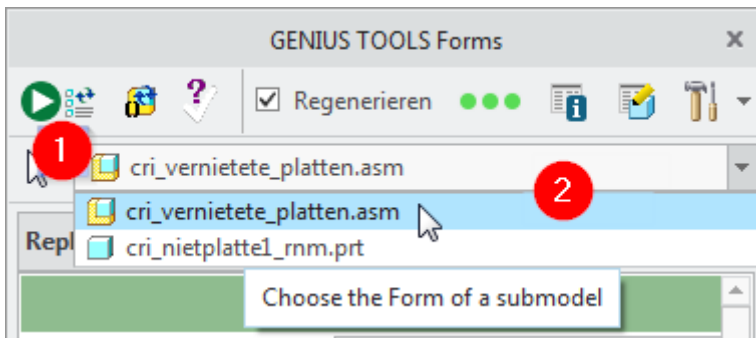 GENIUS TOOLS Forms
Regenerieren
1
cri_vernietete_platten.asm
2
cri_vernietete_platten.asm
Repl
cri_nietplatte1_rnm.prt
Choose the Form of a submodel